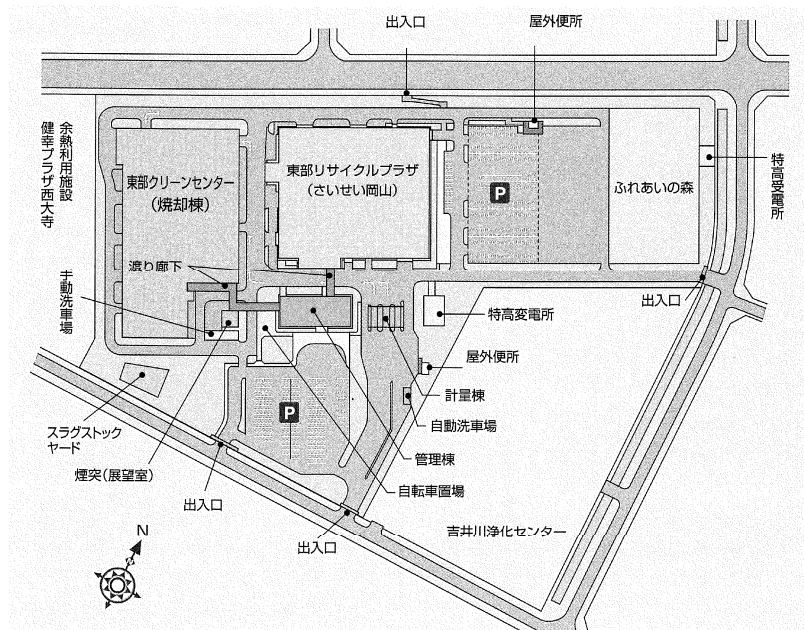 出入口
屋外便所
余熱利用施設
健幸プラザ西大寺
東部クリーンセンター
(焼却棟)
東部リサイクルプラザ
(さいせい岡山)
P
ふれあいの森
特高受電所
渡り廊下
手動洗車場
出入口
特高変電所
屋外便所
計量棟
自動洗車場
P
スラグストック
ヤード
管理棟
煙突(展望室)
自転車置場
出入口
出入口
吉井川浄化センター
N